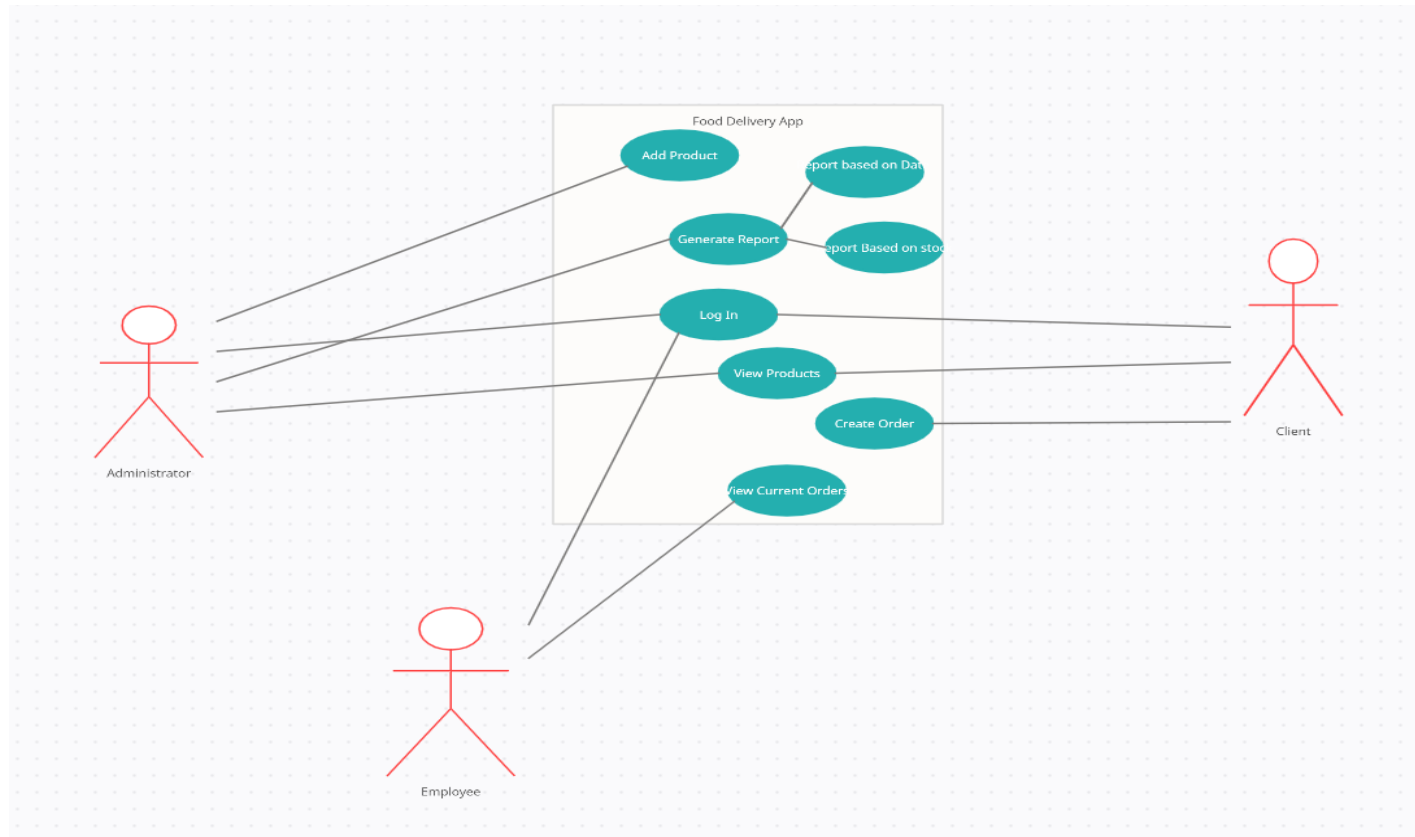 Food Delivery App
Add Product
eport based on Dat
Generate Report
eport Based on stoc
Log In
View Products
Create Order
Client
Administrator
View Current Orders
Employee